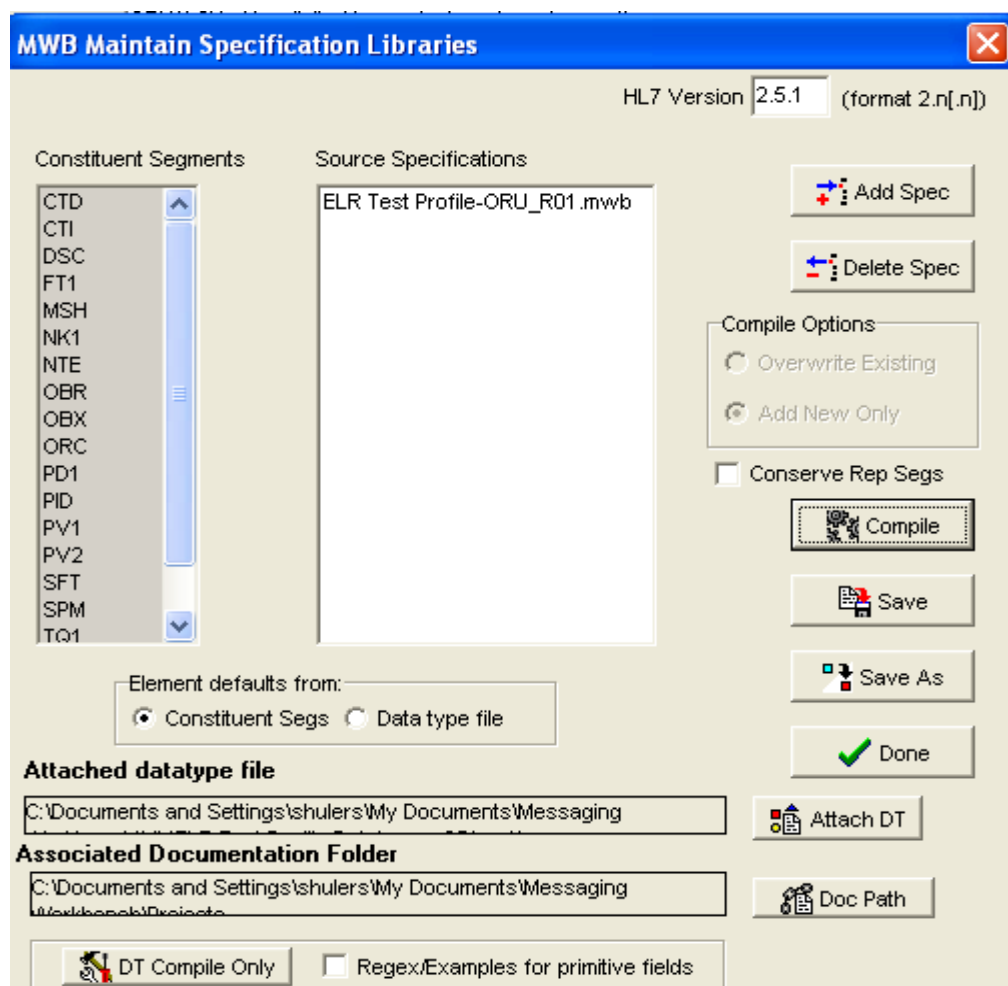 MWB Maintain Specification Libraries
HL7 Version 2.5.1 (format 2.n[.n])
Constituent Segments
CTD
CTI
DSC
FT1
MSH
NK1
NTE
OBR
OBX
ORC
PD1
PID
PV1
PV2
SFT
SPM
TQ1
Source Specifications
ELR Test Profile-ORU_R01.mwb
Add Spec
Delete Spec
Compile Options
Overwrite Existing
Add New Only
Conserve Rep Segs
Compile
Save
Save As
Done
Element defaults from:
Constituent Segs Data type file
Attached datatype file
C:\Documents and Settings\shulers\My Documents\Messaging
Attach DT
Associated Documentation Folder
C:\Documents and Settings\shulers\My Documents\Messaging
Workbench\Projects
Doc Path
DT Compile Only Regex/Examples for primitive fields